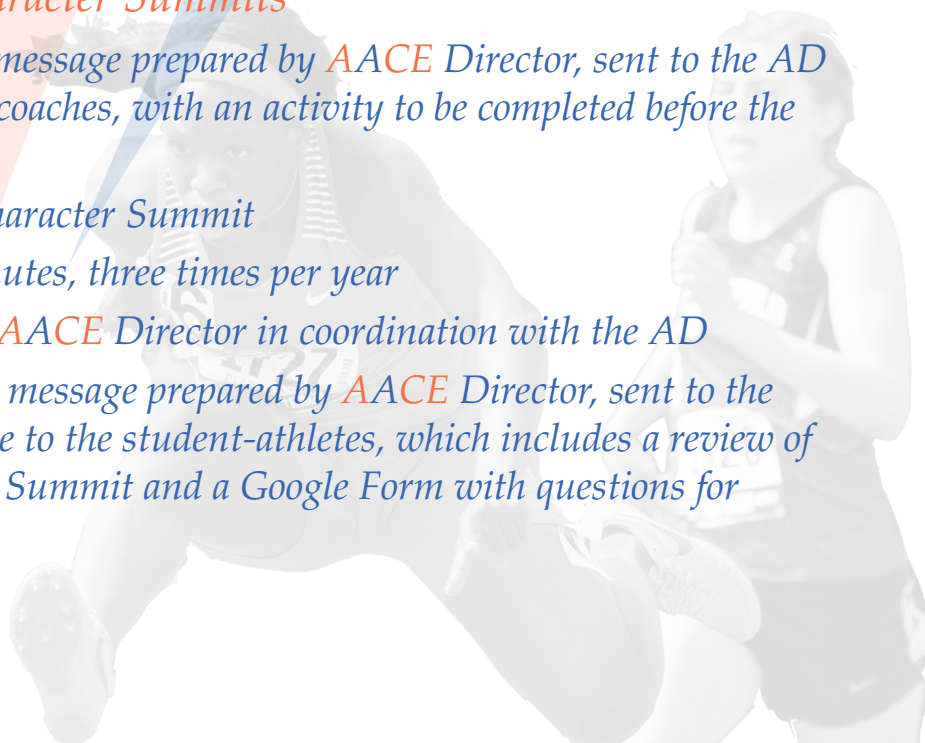 aracter Summits
message prepared by AACE Director, sent to the AD
coaches, with an activity to be completed before the
aracter Summit
utes, three times per year
AACE Director in coordination with the AD
message prepared by AACE Director, sent to the
e to the student-athletes, which includes a review of
Summit and a Google Form with questions for